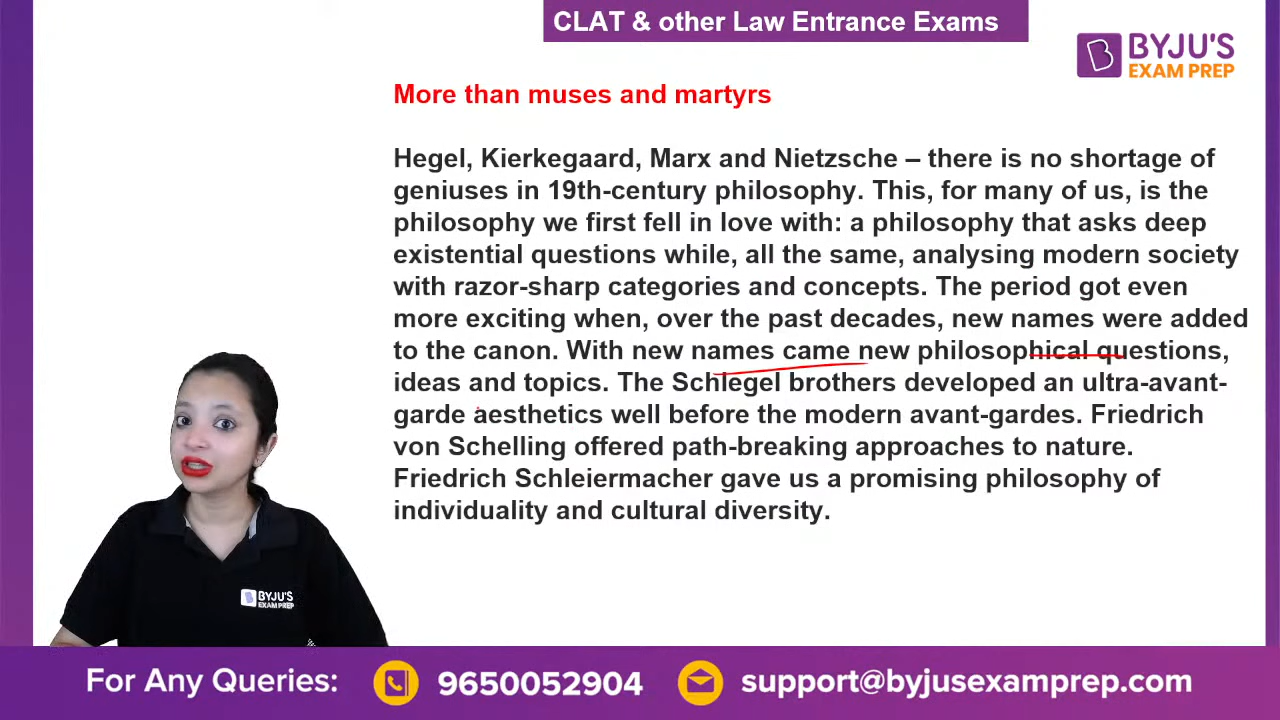 CLAT & other Law Entrance Exams
BYJU'S
EXAM PREP
More than muses and martyrs
Hegel, Kierkegaard, Marx and Nietzsche – there is no shortage of
geniuses in 19th-century philosophy. This, for many of us, is the
philosophy we first fell in love with: a philosophy that asks deep
existential questions while, all the same, analysing modern society
with razor-sharp categories and concepts. The period got even
more exciting when, over the past decades, new names were added
to the canon. With new names came new philosophical questions,
ideas and topics. The Schlegel brothers developed an ultra-avant-
garde aesthetics well before the modern avant-gardes. Friedrich
von Schelling offered path-breaking approaches to nature.
Friedrich Schleiermacher gave us a promising philosophy of
individuality and cultural diversity.
BYJU'S
EXAM PREP
For Any Queries: 9650052904 support@byjusexamprep.com